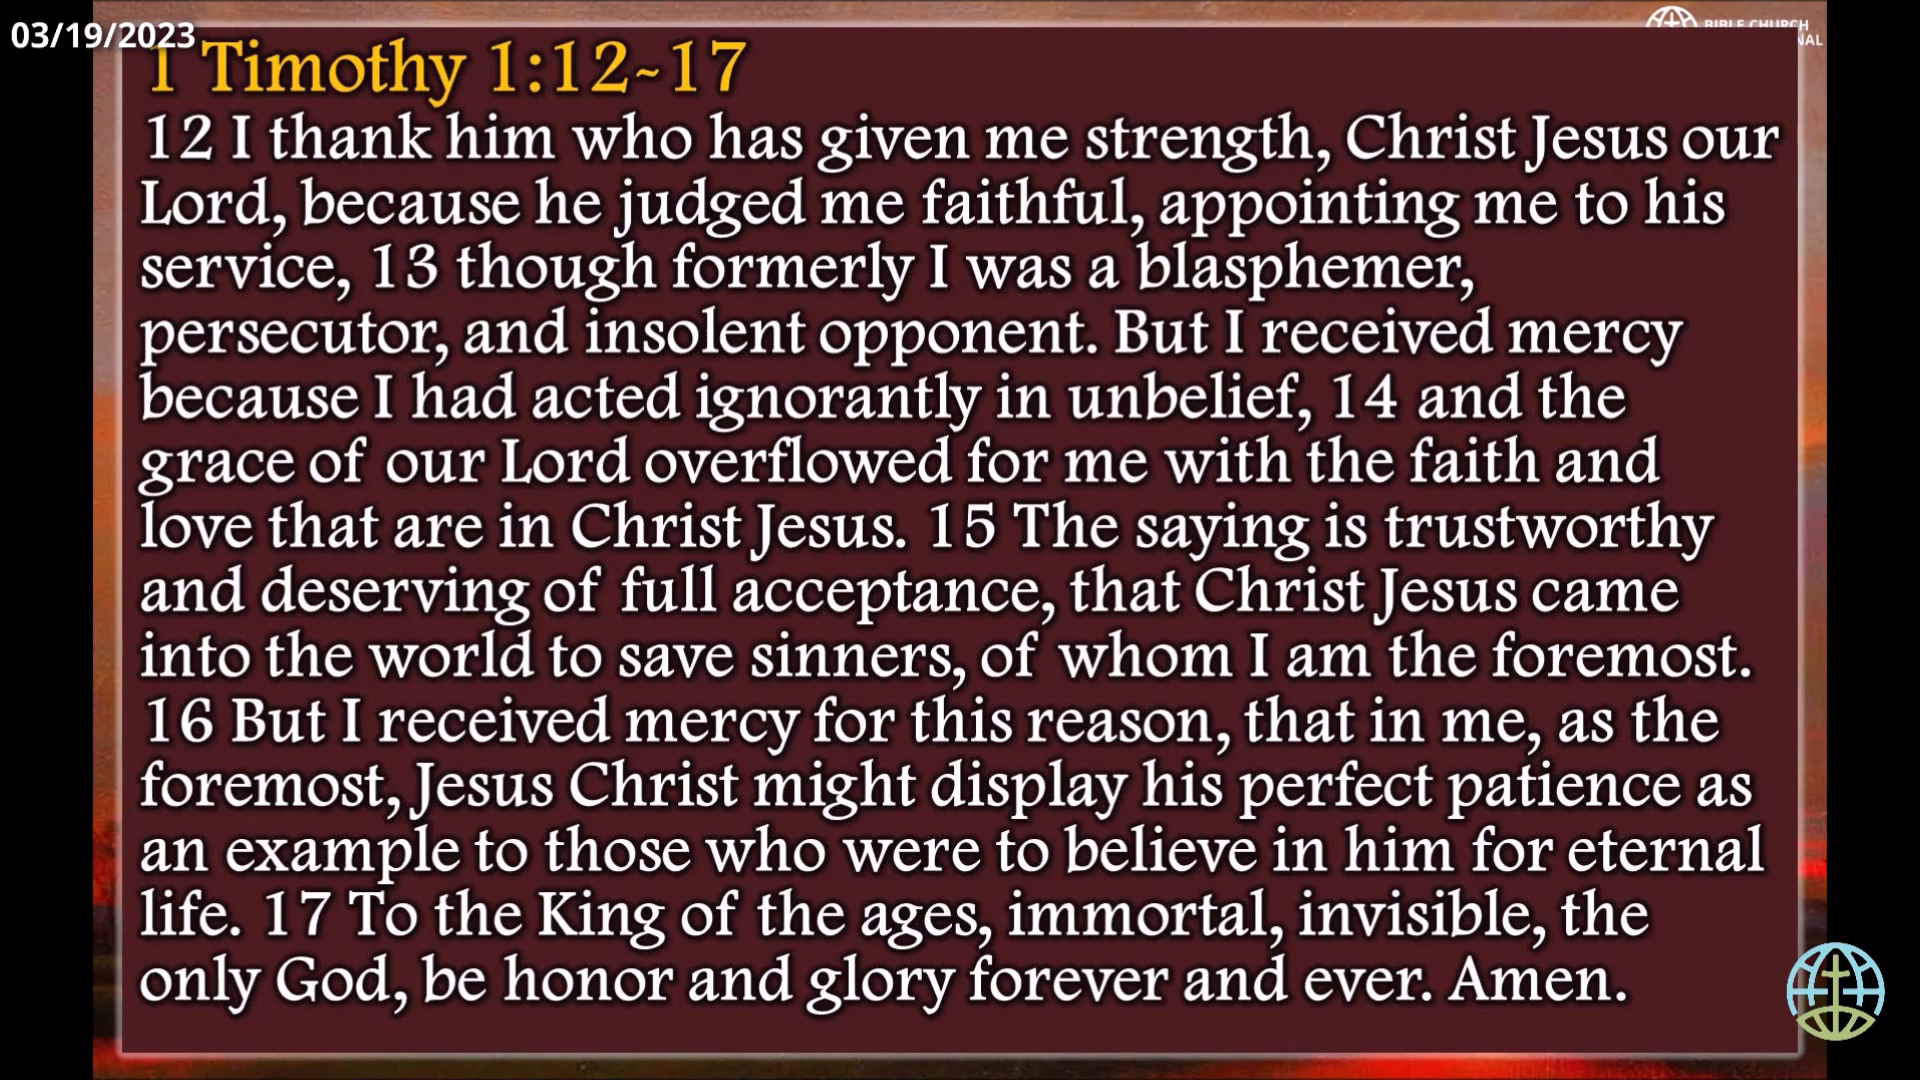 03/19/2023
BIBLE CHURCH
NAL
1 Timothy 1:12~17
12 I thank him who has given me strength, Christ Jesus our
Lord, because he judged me faithful, appointing me to his
service, 13 though formerly I was a blasphemer,
persecutor, and insolent opponent. But I received mercy
because I had acted ignorantly in unbelief, 14 and the
grace of our Lord overflowed for me with the faith and
love that are in Christ Jesus. 15 The saying is trustworthy
and deserving of full acceptance, that Christ Jesus came
into the world to save sinners, of whom I am the foremost.
16 But I received mercy for this reason, that in me, as the
foremost, Jesus Christ might display his perfect patience as
an example to those who were to believe in him for eternal
life. 17 To the King of the ages, immortal, invisible, the
only God, be honor and glory forever and ever. Amen.